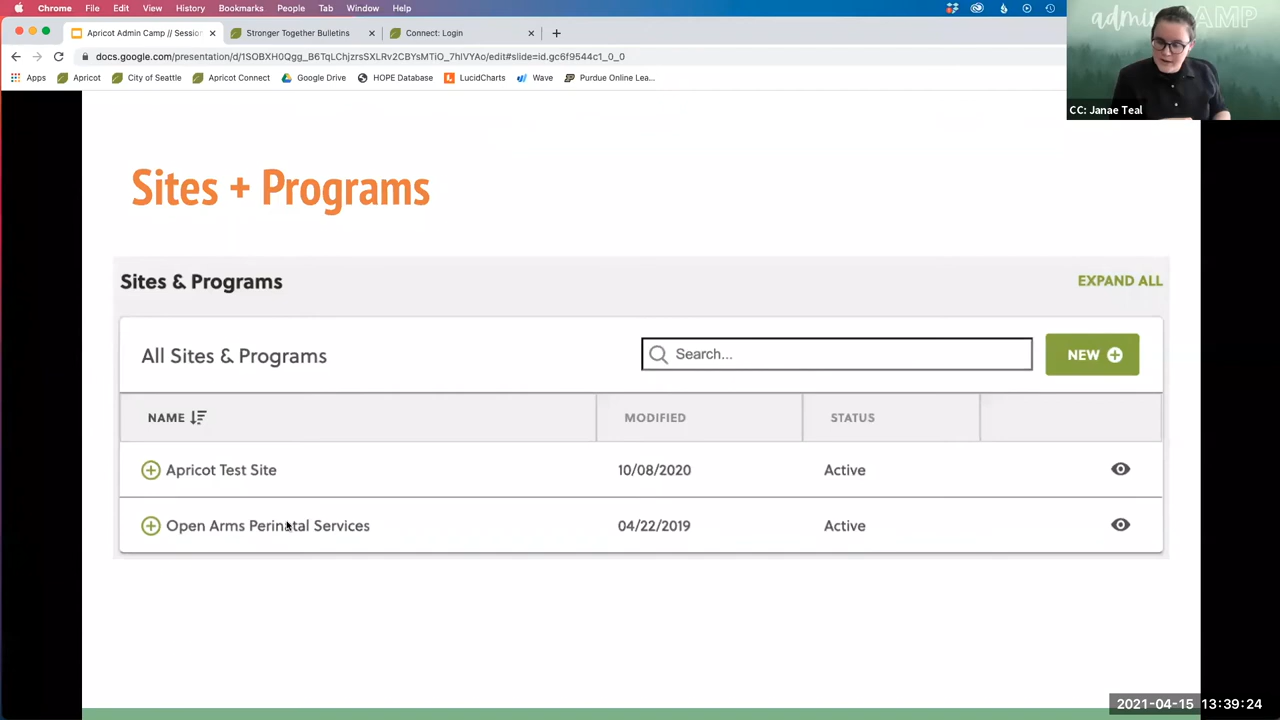 Chrome File Edit View History Bookmarks People Tab Window Help
Apricot Admin Camp // Sessio
Stronger Together Bulletins
Connect: Login
docs.google.com/presentation/d/1SOBXH0Qgg_B6TqLChjzrsSXLRv2CBYsMTiO_7hlVYAo/edit#slide=id.gc6f9544c1_0_0
Apps Apricot City of Seattle Apricot Connect Google Drive HOPE Database LucidCharts Wave Purdue Online Lea...
adminCAMP
CC: Janae Teal
Sites + Programs
Sites & Programs
EXPAND ALL
All Sites & Programs
Search...
NEW
NAME MODIFIED STATUS
Apricot Test Site 10/08/2020 Active
Open Arms Perinatal Services 04/22/2019 Active
2021-04-15 13:39:24